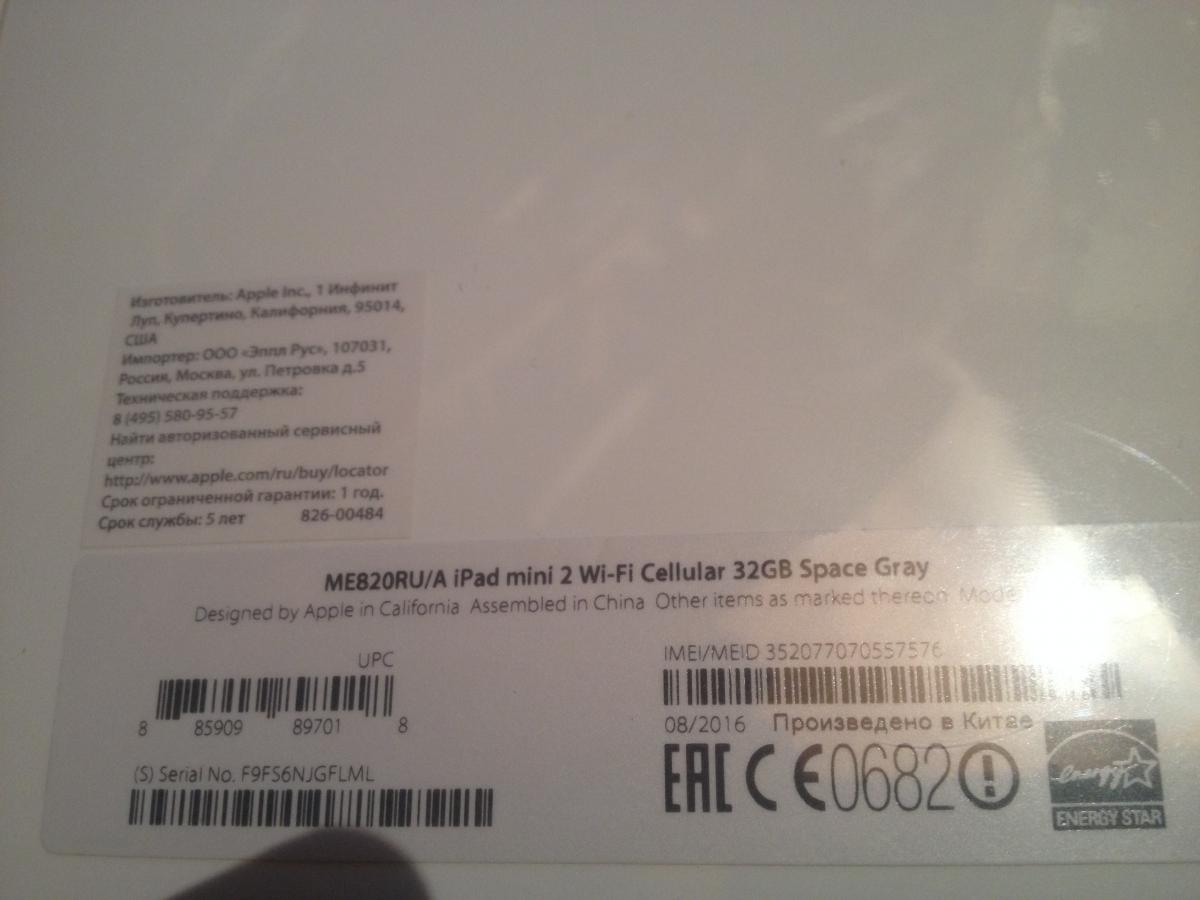 Изготовитель: Apple Inc., 1 Инфинит
Луп, Купертино, Калифорния, 95014,
США
Импортер: ООО «Эппл Рус», 107031,
Россия, Москва, ул. Петровка д.5
Техническая поддержка:
8 (495) 580-95-57
Найти авторизованный сервисный
центр:
http://www.apple.com/ru/buy/locator
Срок ограниченной гарантии: 1 год.
Срок службы: 5 лет 826-00484
ME820RU/A iPad mini 2 Wi-Fi Cellular 32GB Space Gray
Designed by Apple in California Assembled in China Other items as marked thereon
UPC
8 85909 89701 8
(S) Serial No. F9FS6NJGFLML
IMEI/MEID 352077070557576
08/2016 Произведено в Китае
EAC CE0682
energy
ENERGY STAR